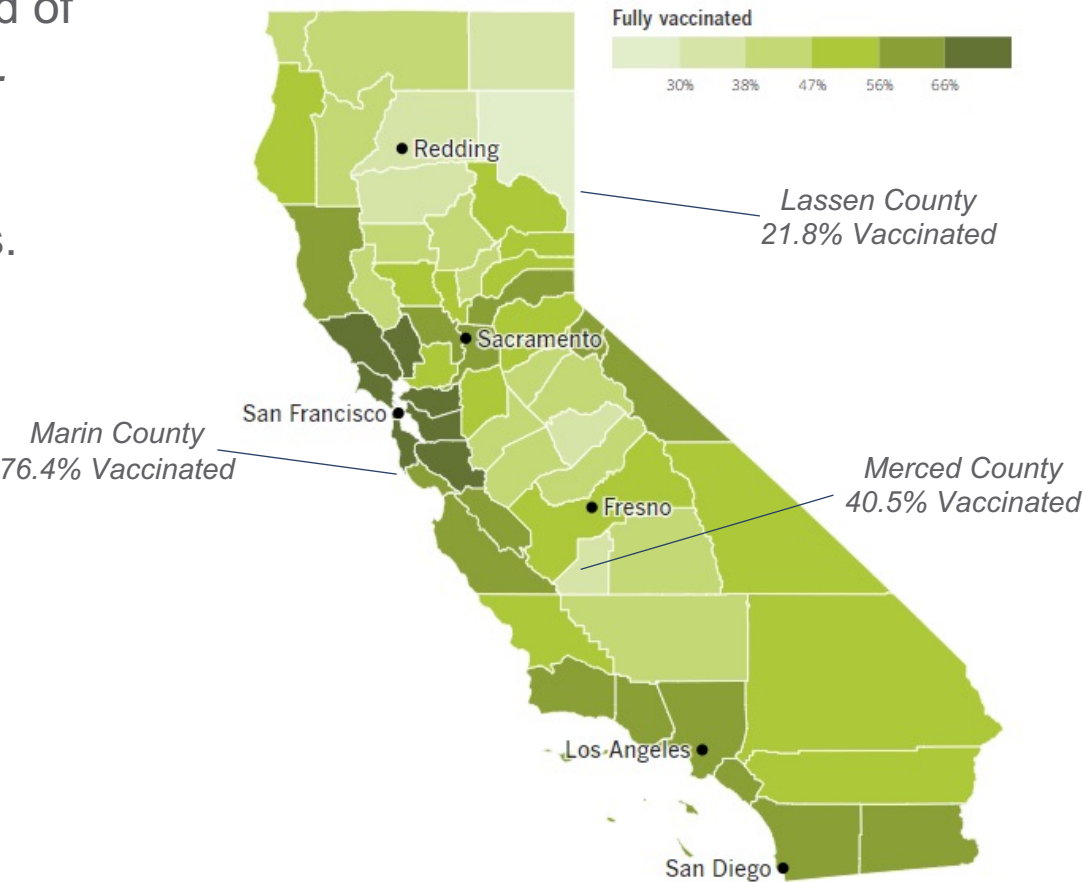 d of
s.
Fully vaccinated
30% 38% 47% 56% 66%
Redding
Lassen County
21.8% Vaccinated
Sacramento
San Francisco
Marin County
76.4% Vaccinated
Merced County
40.5% Vaccinated
Fresno
Los Angeles
San Diego